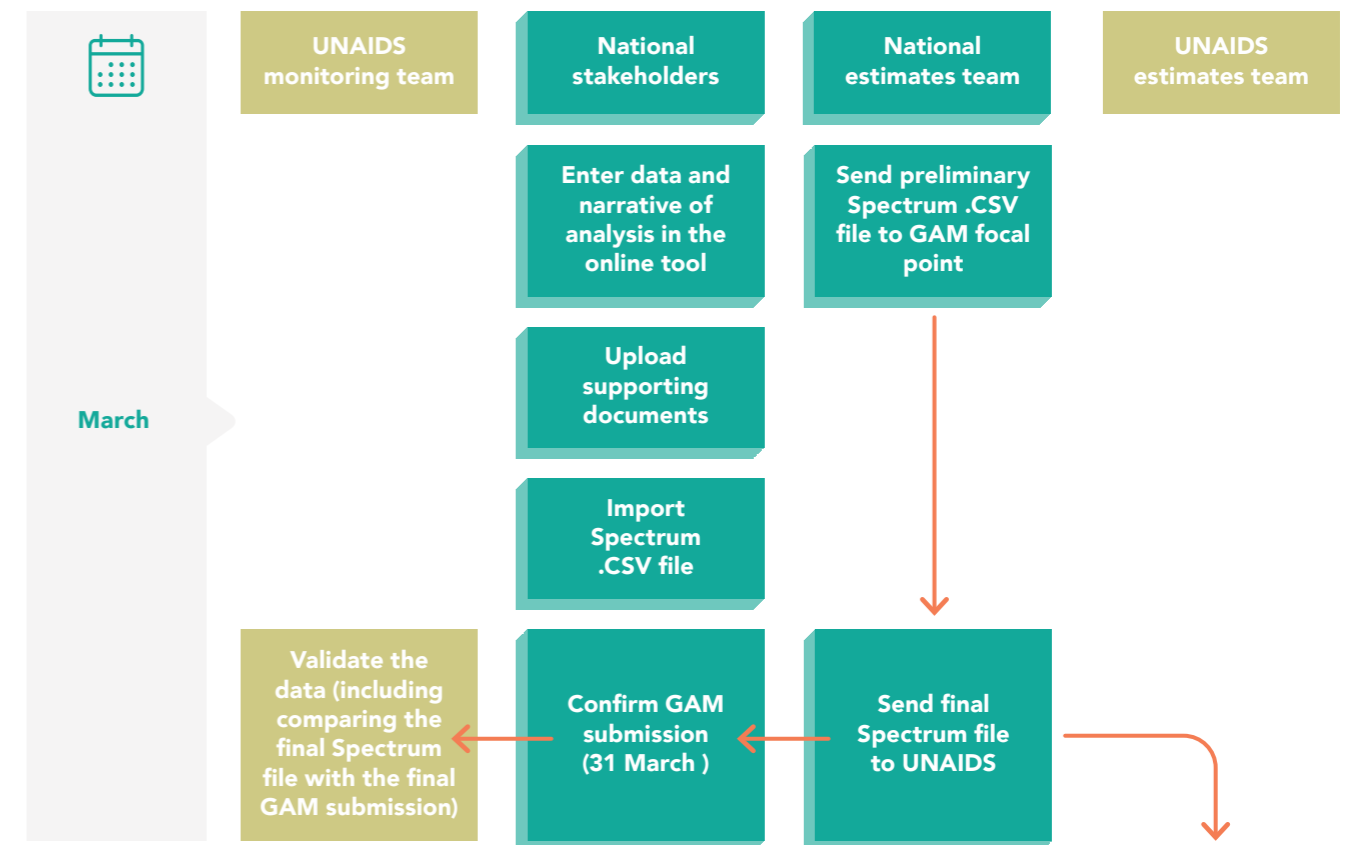 UNAIDS
monitoring team
National
stakeholders
National
estimates team
UNAIDS
estimates team
March
Enter data and
narrative of
analysis in the
online tool
Send preliminary
Spectrum .CSV
file to GAM focal
point
Upload
supporting
documents
Import
Spectrum
.CSV file
Validate the
data (including
comparing the
final Spectrum
file with the final
GAM submission)
Confirm GAM
submission
(31 March )
Send final
Spectrum file
to UNAIDS